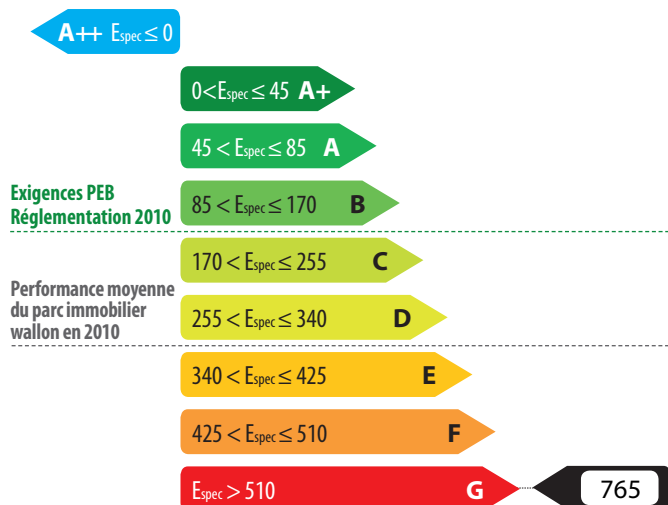 A++ Espec ≤ 0
0<Espec ≤ 45 A+
45 < Espec ≤ 85 A
Exigences PEB
Réglementation 2010
85 < Espec ≤ 170 B
170 < Espec ≤ 255 C
Performance moyenne
du parc immobilier
wallon en 2010
255 < Espec ≤ 340 D
340 < Espec ≤ 425 E
425 < Espec ≤ 510 F
Espec > 510 G 765